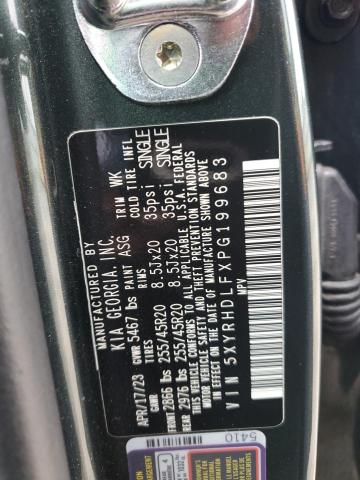 MANUFACTURED BY
KIA GEORGIA, INC.
APR/17/23 GVWR 5467 lbs PAINT ASG TRIM WK
GAWR TIRES RIMS COLD TIRE INFL
FRONT 2866 lbs 255/45R20 8.5Jx20 35psi SINGLE
REAR 2976 lbs 255/45R20 8.5Jx20 35psi SINGLE
THIS VEHICLE CONFORMS TO ALL APPLICABLE U.S.A. FEDERAL
MOTOR VEHICLE SAFETY AND THEFT PREVENTION STANDARDS
IN EFFECT ON THE DATE OF MANUFACTURE SHOWN ABOVE.
VIN 5XYRHDLFXPG199683
MPV
5410